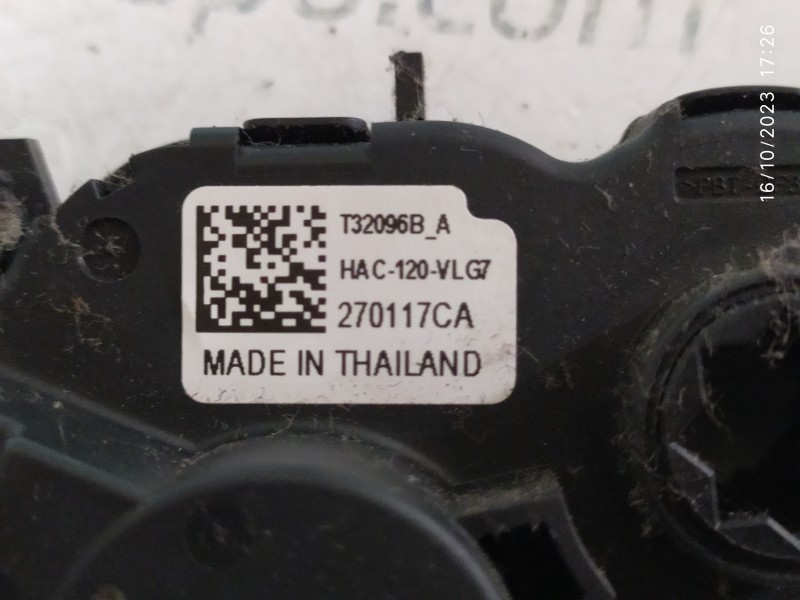 T32096B_A
HAC-120-VLG7
270117CA
MADE IN THAILAND
16/10/2023 17:26